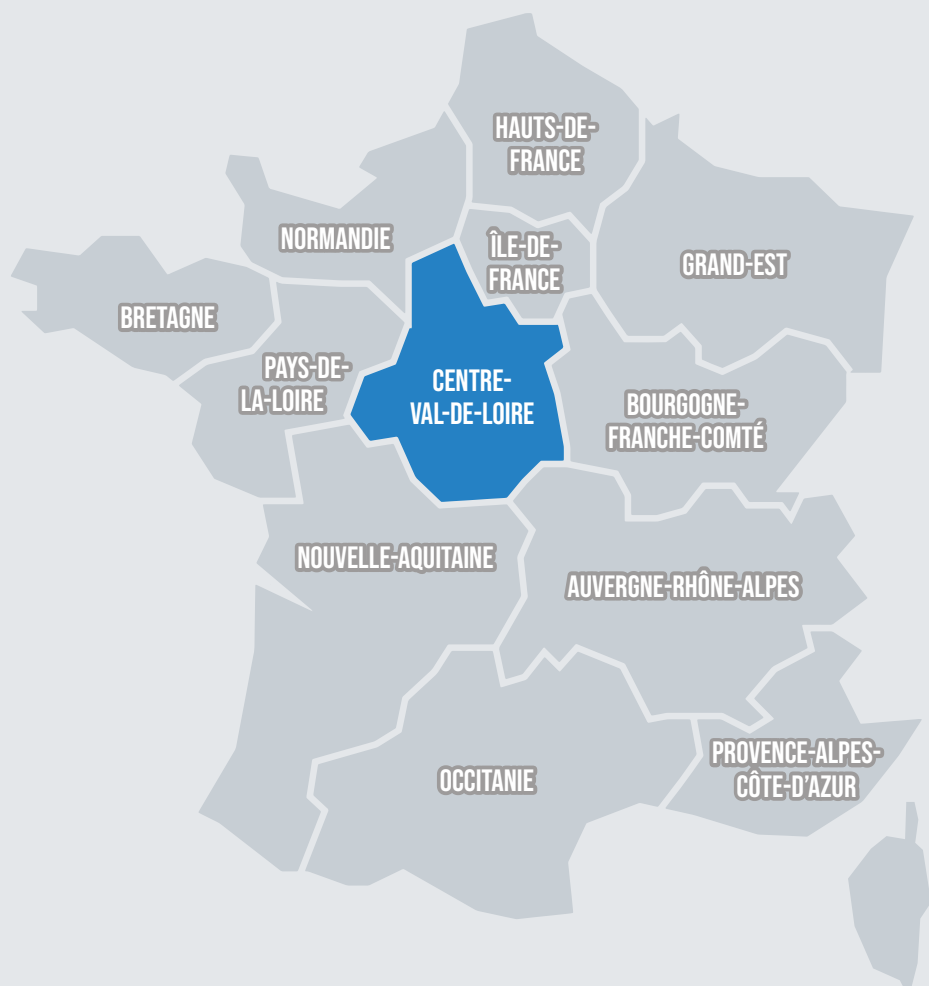 HAUTS-DE-
FRANCE
NORMANDIE
ÎLE-DE-
FRANCE
GRAND-EST
BRETAGNE
PAYS-DE-
LA-LOIRE
CENTRE-
VAL-DE-LOIRE
BOURGOGNE-
FRANCHE-COMTÉ
NOUVELLE-AQUITAINE
AUVERGNE-RHÔNE-ALPES
PROVENCE-ALPES-
CÔTE-D'AZUR
OCCITANIE